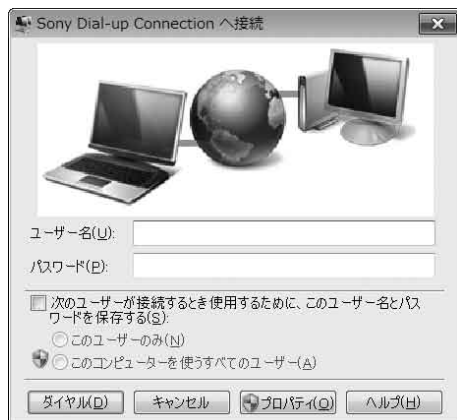 Sony Dial-up Connection へ接続
ユーザー名(U):
パスワード(P):
次のユーザーが接続するとき使用するために、このユーザー名とパス
ワードを保存する(S):
このユーザーのみ(N)
このコンピューターを使うすべてのユーザー(A)
ダイヤル(D) キャンセル プロパティ(O) ヘルプ(H)